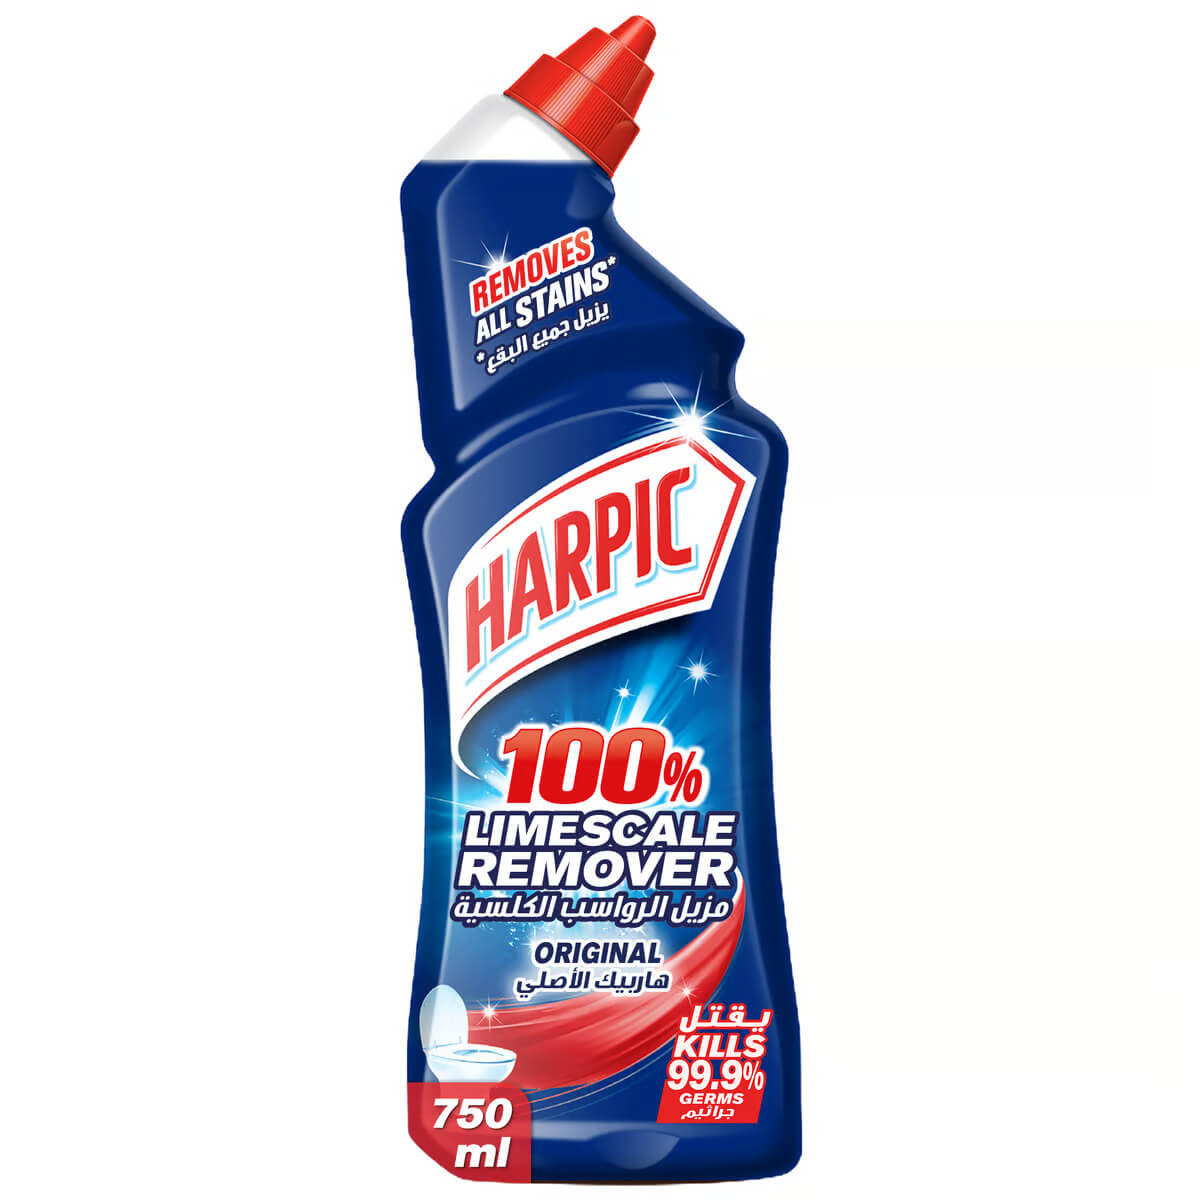 REMOVES
ALL STAINS*
يزيل جميع البقع*
HARPIC
100%
LIMESCALE
REMOVER
مزيل الرواسب الكلسية
ORIGINAL
هاربيك الأصلي
يقتل
KILLS
99.9%
GERMS
جراثيم
750
ml